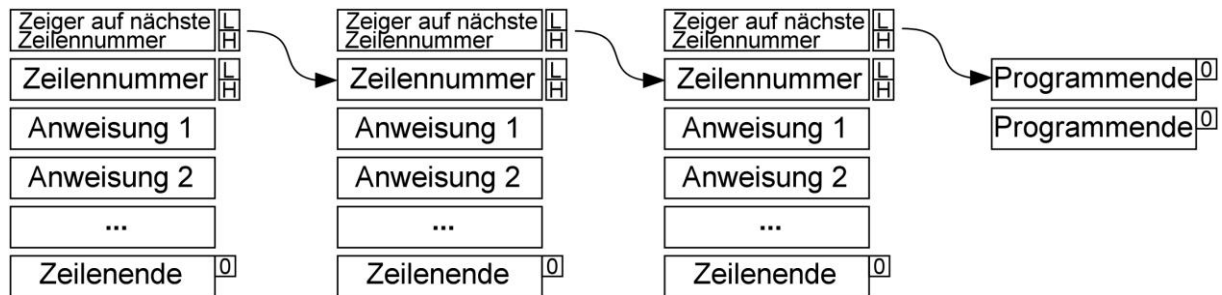 Zeiger auf nächste L
Zeilennummer H
Zeilennummer L
H
Anweisung 1
Anweisung 2
...
Zeilenende 0
Zeiger auf nächste L
Zeilennummer H
Zeilennummer L
H
Anweisung 1
Anweisung 2
...
Zeilenende 0
Zeiger auf nächste L
Zeilennummer H
Zeilennummer L
H
Anweisung 1
Anweisung 2
...
Zeilenende 0
Programmende 0
Programmende 0